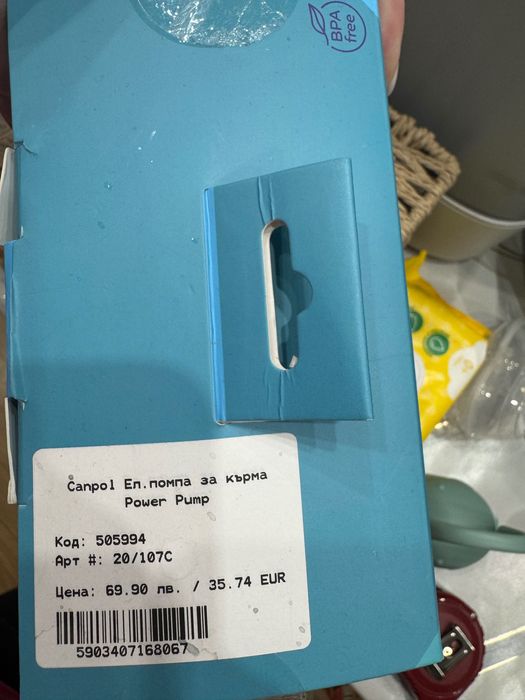 BPA
free
Canpol Ел.помпа за кърма
Power Pump
Код: 505994
Арт #: 20/107C
Цена: 69.90 лв. / 35.74 EUR
5903407168067